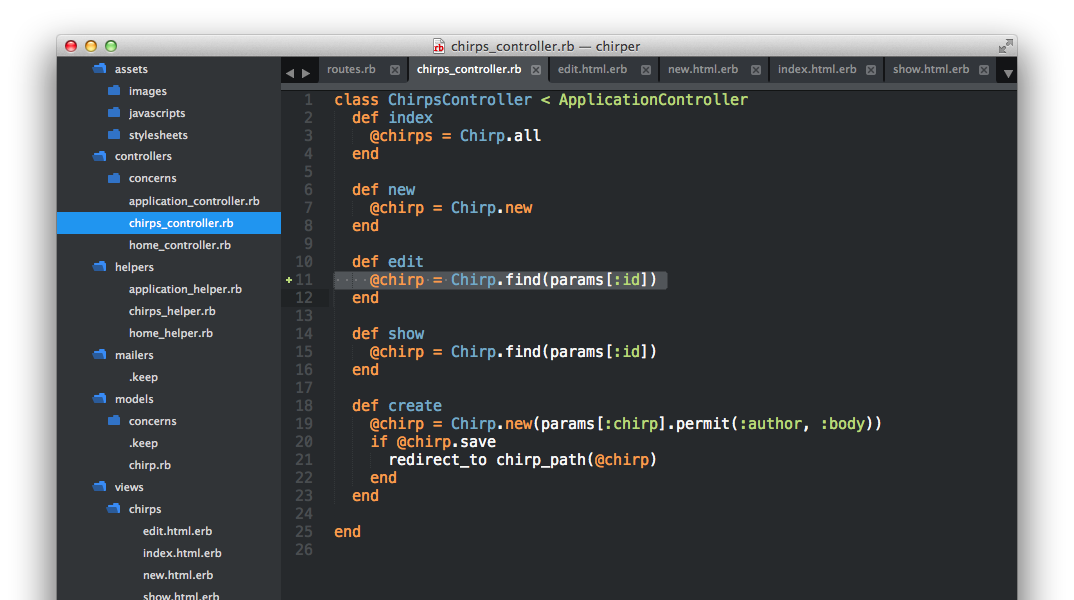 chirps_controller.rb — chirper
assets
images
javascripts
stylesheets
controllers
concerns
application_controller.rb
chirps_controller.rb
home_controller.rb
helpers
application_helper.rb
chirps_helper.rb
home_helper.rb
mailers
.keep
models
concerns
.keep
chirp.rb
views
chirps
edit.html.erb
index.html.erb
new.html.erb
show.html.erb
routes.rb chirps_controller.rb edit.html.erb new.html.erb index.html.erb show.html.erb
1 class ChirpsController < ApplicationController
2 def index
3 @chirps = Chirp.all
4 end
5
6 def new
7 @chirp = Chirp.new
8 end
9
10 def edit
11 @chirp = Chirp.find(params[:id])
12 end
13
14 def show
15 @chirp = Chirp.find(params[:id])
16 end
17
18 def create
19 @chirp = Chirp.new(params[:chirp].permit(:author, :body))
20 if @chirp.save
21 redirect_to chirp_path(@chirp)
22 end
23 end
24
25 end
26